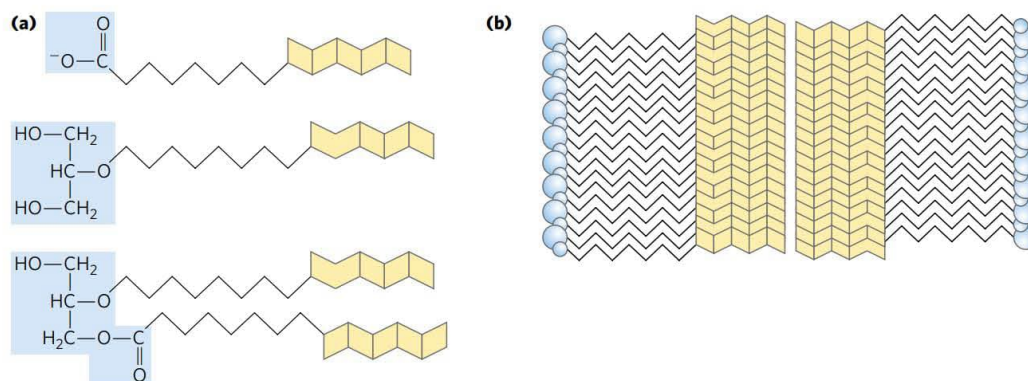 (a)
(b)
O
⁻O—C
HO—CH₂
HC—O
HO—CH₂
HO—CH₂
HC—O
H₂C—O—C
O